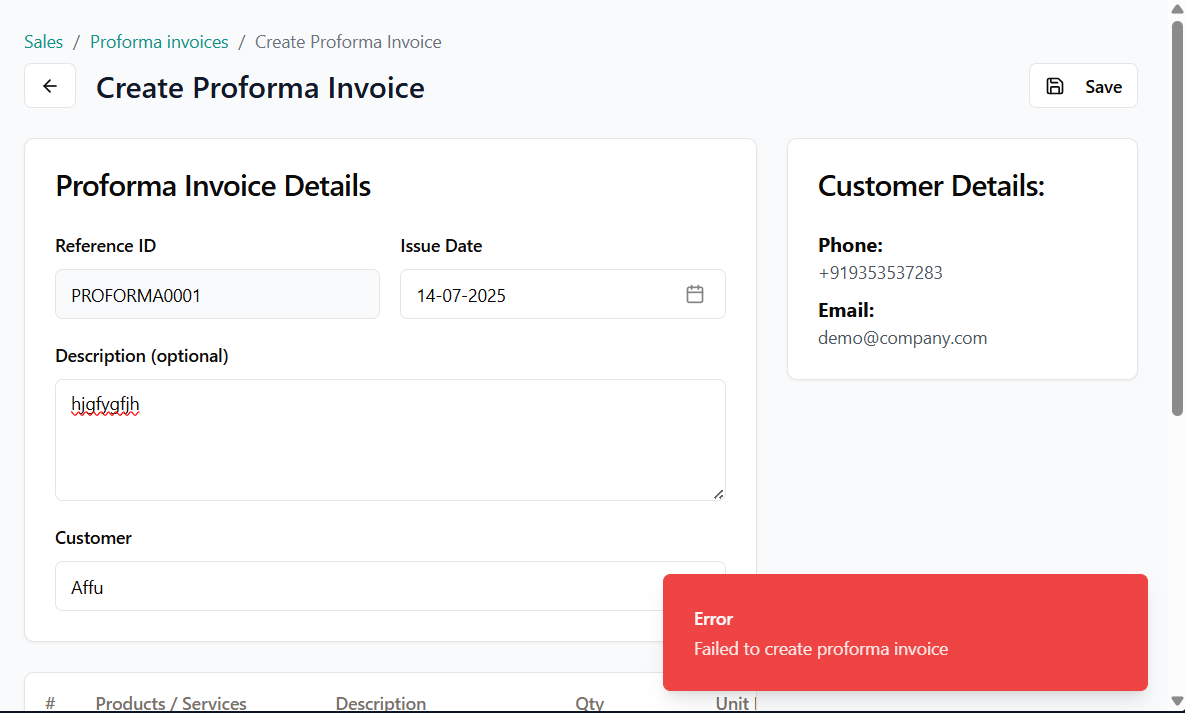 Sales / Proforma invoices / Create Proforma Invoice
Create Proforma Invoice
Save
Proforma Invoice Details
Reference ID
Issue Date
PROFORMA0001
14-07-2025
Description (optional)
hjgfygfjh
Customer
Affu
Customer Details:
Phone:
+919353537283
Email:
demo@company.com
Error
Failed to create proforma invoice
# Products / Services Description Qty Unit